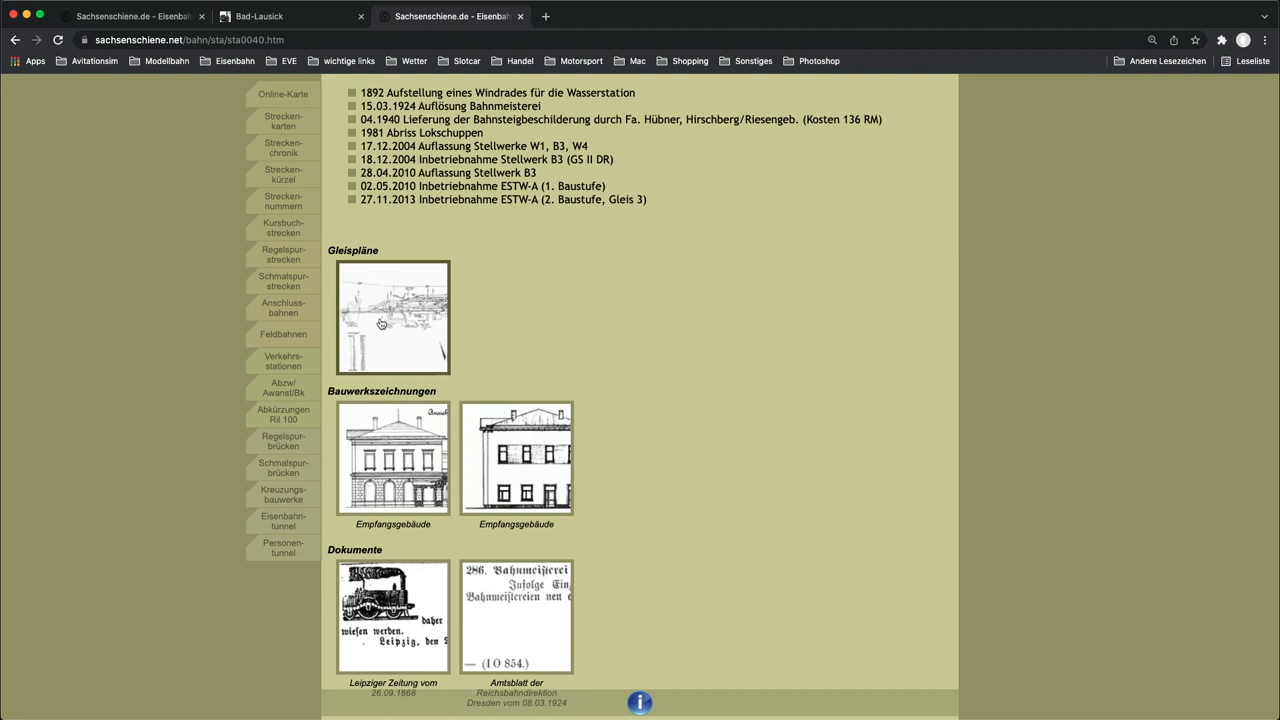 Sachsenschiene.de - Eisenbah
Bad-Lausick
Sachsenschiene.de - Eisenba
sachsenschiene.net/bahn/sta/sta0040.htm
Apps
Avitationsim
Modellbahn
Eisenbahn
EVE
wichtige links
Wetter
Slotcar
Handel
Motorsport
Mac
Shopping
Sonstiges
Photoshop
Andere Lesezeichen
Leseliste
Online-Karte
Strecken-
karten
Strecken-
chronik
Strecken-
kürzel
Strecken-
nummern
Kursbuch-
strecken
Regelspur-
strecken
Schmalspur-
strecken
Anschluss-
bahnen
Feldbahnen
Verkehrs-
stationen
Abzw/
Awanst/Bk
Abkürzungen
Ril 100
Regelspur-
brücken
Schmalspur-
brücken
Kreuzungs-
bauwerke
Eisenbahn-
tunnel
Personen-
tunnel
1892 Aufstellung eines Windrades für die Wasserstation
15.03.1924 Auflösung Bahnmeisterei
04.1940 Lieferung der Bahnsteigbeschilderung durch Fa. Hübner, Hirschberg/Riesengeb. (Kosten 136 RM)
1981 Abriss Lokschuppen
17.12.2004 Auflassung Stellwerke W1, B3, W4
18.12.2004 Inbetriebnahme Stellwerk B3 (GS II DR)
28.04.2010 Auflassung Stellwerk B3
02.05.2010 Inbetriebnahme ESTW-A (1. Baustufe)
27.11.2013 Inbetriebnahme ESTW-A (2. Baustufe, Gleis 3)
Gleispläne
Bauwerkszeichnungen
Empfangsgebäude
Empfangsgebäude
Dokumente
daher
wiesen werden.
Leipzig, den
286. Bahnmeisterei
Infolge Ein
Bahnmeistereien neu e
— (I O 854.)
Leipziger Zeitung vom
26.09.1868
Amtsblatt der
Reichsbahndirektion
Dresden vom 08.03.1924